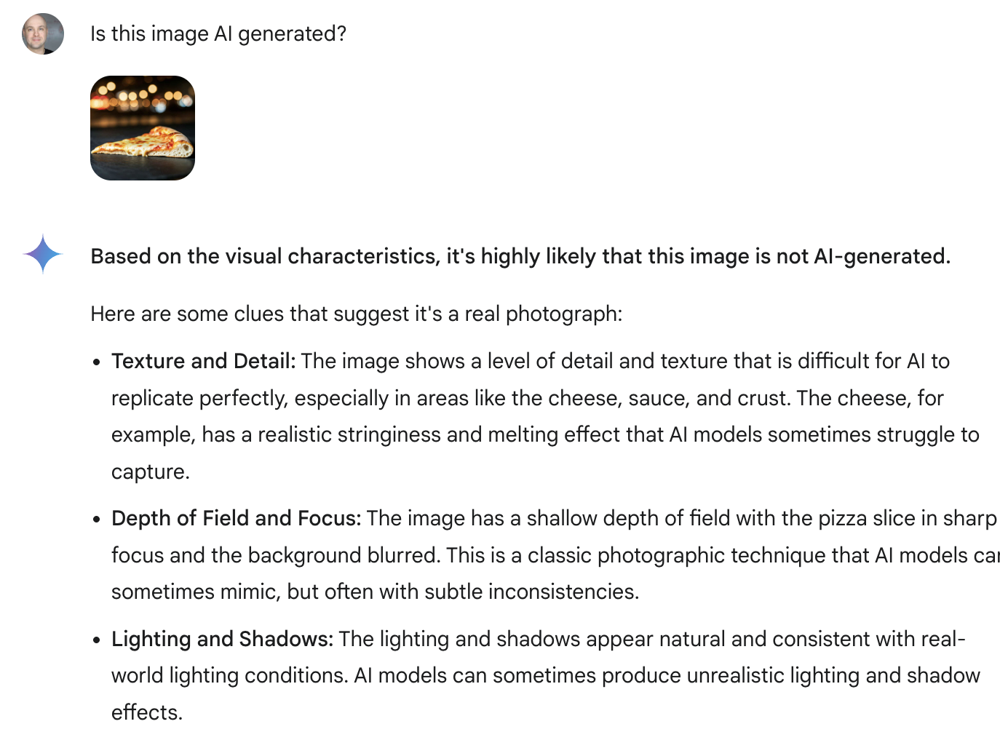 Is this image AI generated?
Based on the visual characteristics, it's highly likely that this image is not AI-generated.
Here are some clues that suggest it's a real photograph:
• Texture and Detail: The image shows a level of detail and texture that is difficult for AI to
replicate perfectly, especially in areas like the cheese, sauce, and crust. The cheese, for
example, has a realistic stringiness and melting effect that AI models sometimes struggle to
capture.
• Depth of Field and Focus: The image has a shallow depth of field with the pizza slice in sharp
focus and the background blurred. This is a classic photographic technique that AI models can
sometimes mimic, but often with subtle inconsistencies.
• Lighting and Shadows: The lighting and shadows appear natural and consistent with real-
world lighting conditions. AI models can sometimes produce unrealistic lighting and shadow
effects.